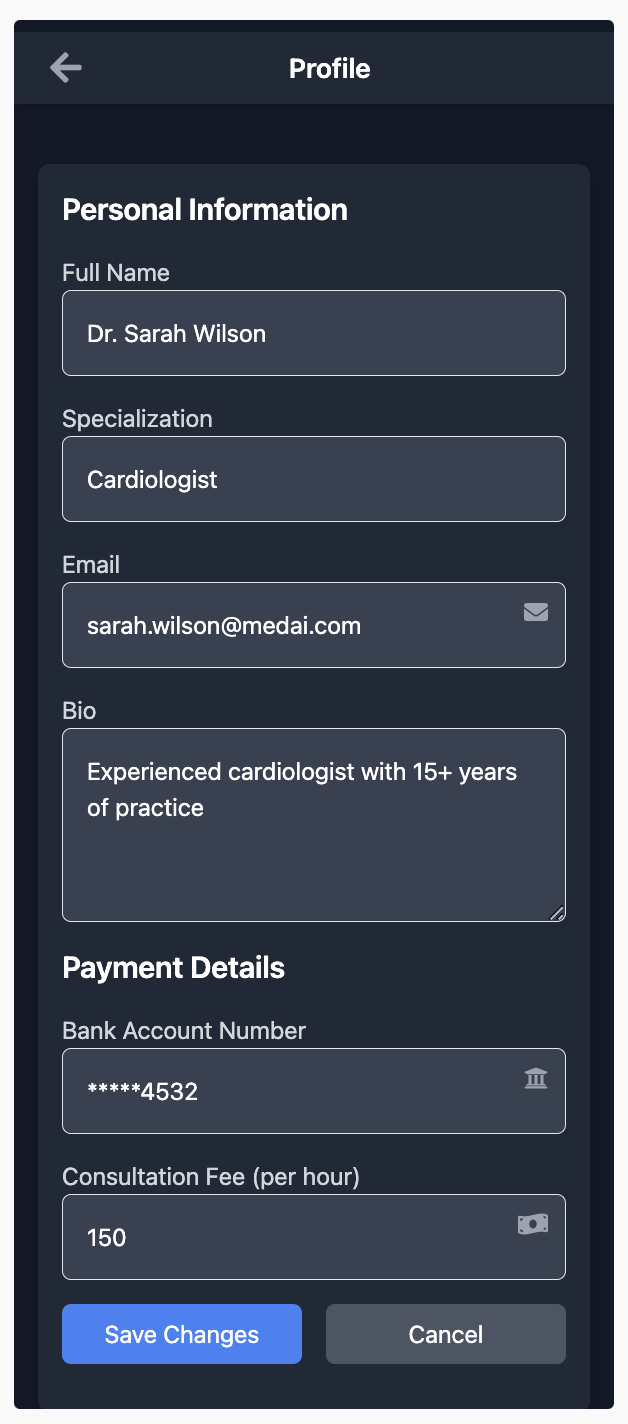 Profile
Personal Information
Full Name
Dr. Sarah Wilson
Specialization
Cardiologist
Email
sarah.wilson@medai.com
Bio
Experienced cardiologist with 15+ years
of practice
Payment Details
Bank Account Number
*****4532
Consultation Fee (per hour)
150
Save Changes
Cancel